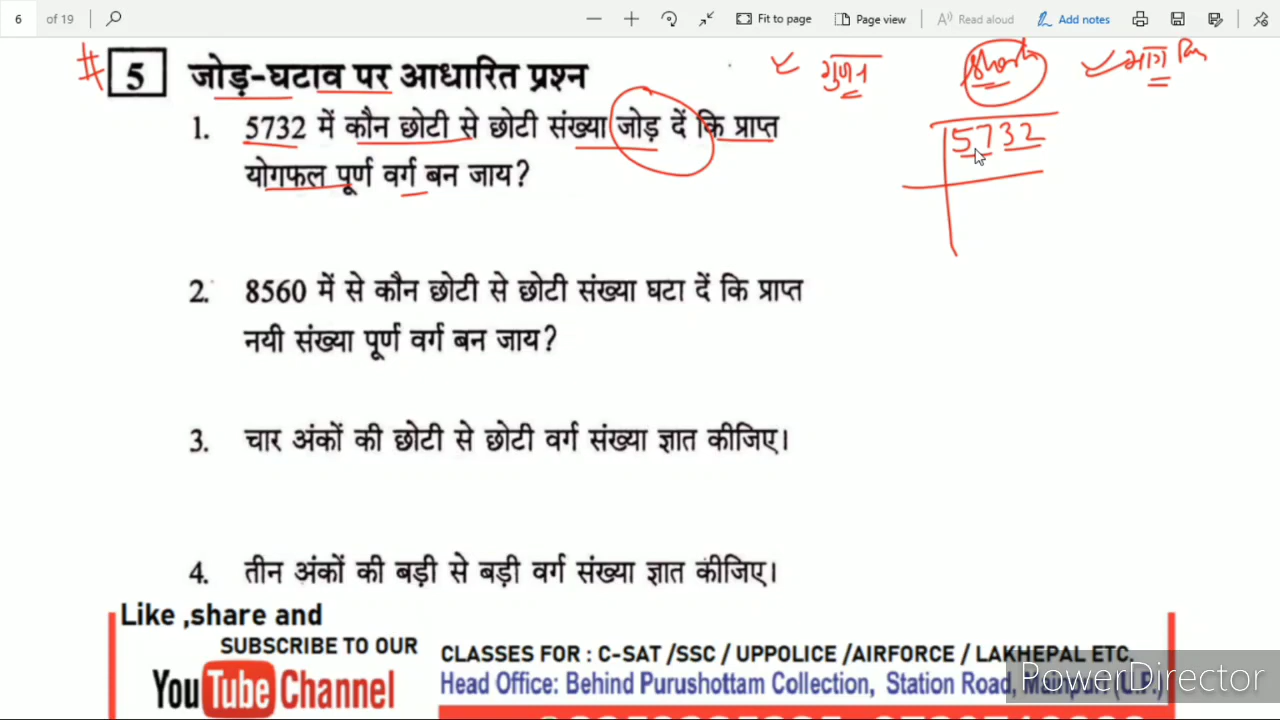 6 of 19 Fit to page Page view Read aloud Add notes
# 5 जोड़-घटाव पर आधारित प्रश्न
गुणन भाग
1. 5732 में कौन छोटी से छोटी संख्या जोड़ दें कि प्राप्त
योगफल पूर्ण वर्ग बन जाय?
5732
2. 8560 में से कौन छोटी से छोटी संख्या घटा दें कि प्राप्त
नयी संख्या पूर्ण वर्ग बन जाय?
3. चार अंकों की छोटी से छोटी वर्ग संख्या ज्ञात कीजिए।
4. तीन अंकों की बड़ी से बड़ी वर्ग संख्या ज्ञात कीजिए।
Like ,share and
SUBSCRIBE TO OUR
YouTube Channel
CLASSES FOR : C-SAT /SSC / UPPOLICE /AIRFORCE / LAKHEPAL ETC.
Head Office: Behind Purushottam Collection, Station Road, (U.P.)
PowerDirector